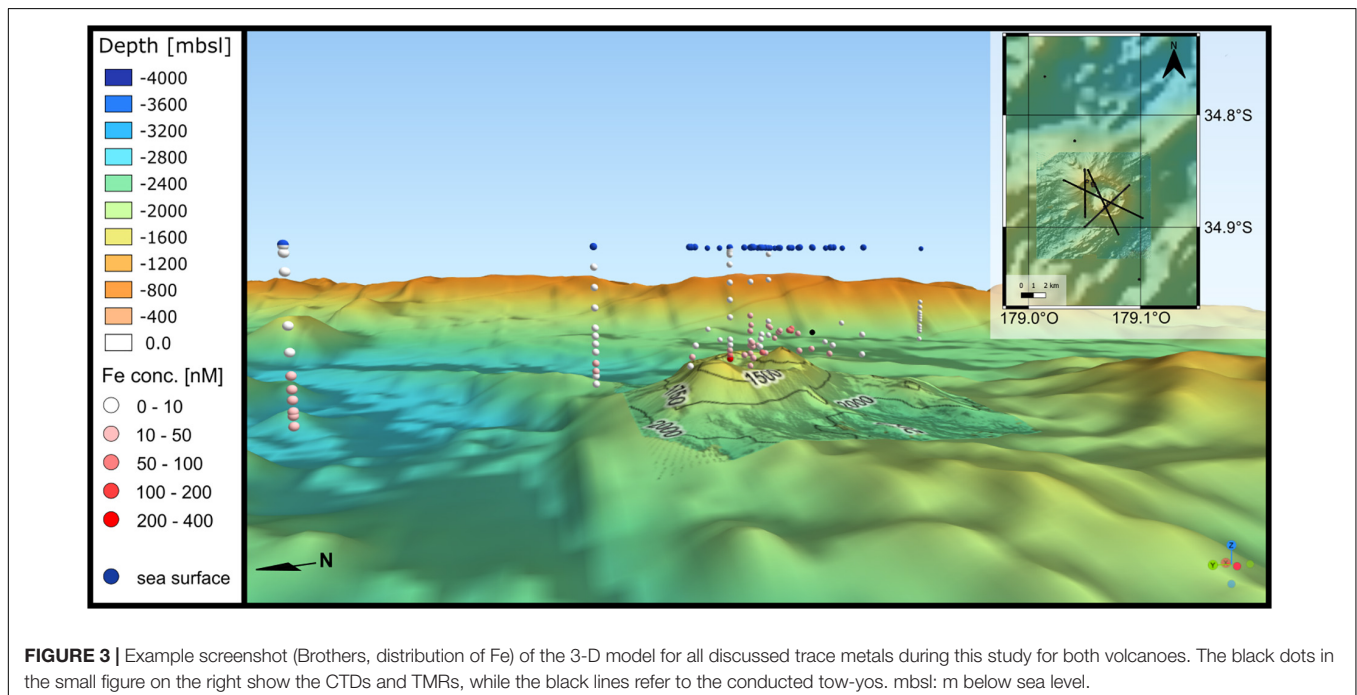 Depth [mbsl]
-4000
-3600
-3200
-2800
-2400
-2000
-1600
-1200
-800
-400
0.0
Fe conc. [nM]
0 - 10
10 - 50
50 - 100
100 - 200
200 - 400
sea surface
N
1500
2000
2000
N
34.8°S
34.9°S
0 1 2 km
179.0°O
179.1°O
Z
Y
FIGURE 3 | Example screenshot (Brothers, distribution of Fe) of the 3-D model for all discussed trace metals during this study for both volcanoes. The black dots in
the small figure on the right show the CTDs and TMRs, while the black lines refer to the conducted tow-yos. mbsl: m below sea level.